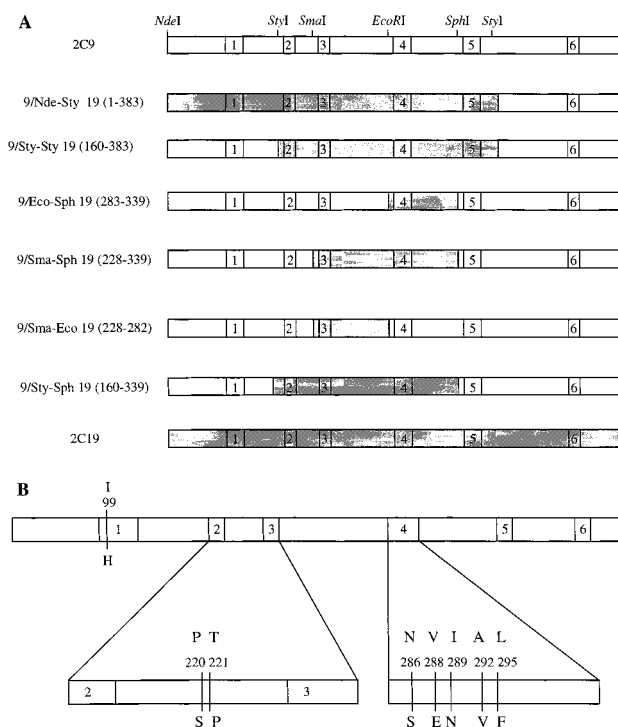 A
NdeI StyI SmaI EcoRI SphI StyI
2C9 1 2 3 4 5 6
9/Nde-Sty 19 (1-383) 1 2 3 4 5 6
9/Sty-Sty 19 (160-383) 1 2 3 4 5 6
9/Eco-Sph 19 (283-339) 1 2 3 4 5 6
9/Sma-Sph 19 (228-339) 1 2 3 4 5 6
9/Sma-Eco 19 (228-282) 1 2 3 4 5 6
9/Sty-Sph 19 (160-339) 1 2 3 4 5 6
2C19 1 2 3 4 5 6
B
I
99
1 2 3 4 5 6
H
P T N V I A L
220 221 286 288 289 292 295
2 3
S P S E N V F